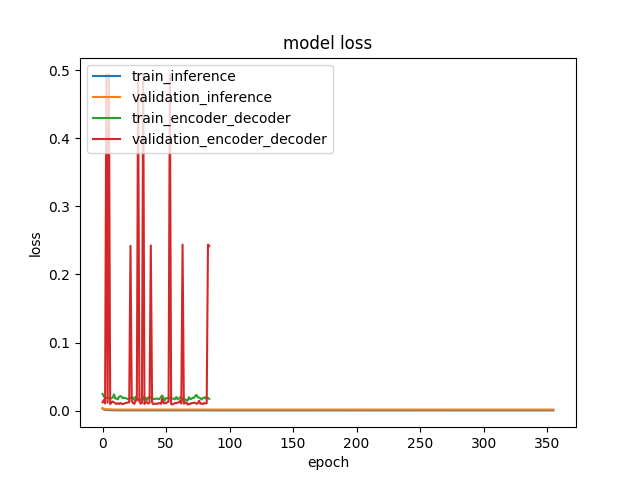 model loss
train_inference
validation_inference
train_encoder_decoder
validation_encoder_decoder
0.5
0.4
0.3
0.2
0.1
0.0
loss
0 50 100 150 200 250 300 350
epoch